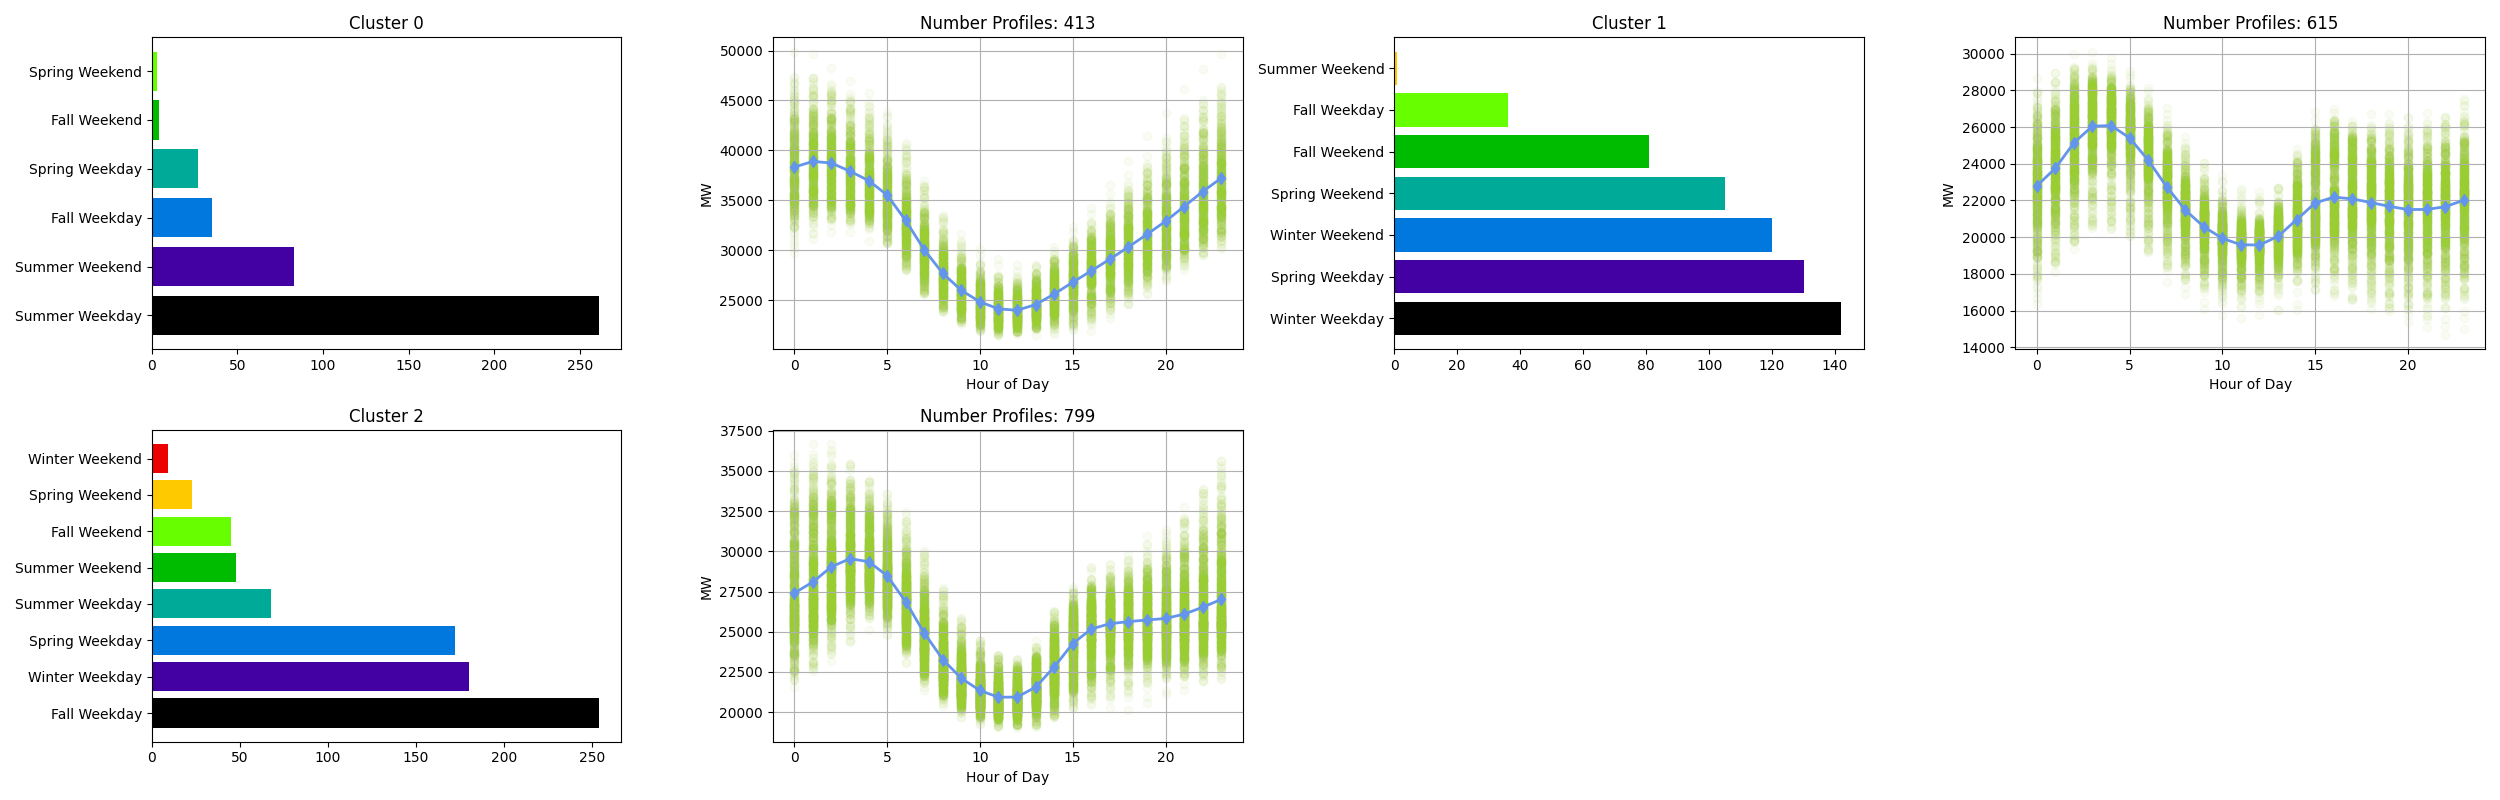 Cluster 0
Spring Weekend
Fall Weekend
Spring Weekday
Fall Weekday
Summer Weekend
Summer Weekday
0 50 100 150 200 250
Number Profiles: 413
50000
45000
40000
35000
30000
25000
MW
0 5 10 15 20
Hour of Day
Cluster 1
Summer Weekend
Fall Weekday
Fall Weekend
Spring Weekend
Winter Weekend
Spring Weekday
Winter Weekday
0 20 40 60 80 100 120 140
Number Profiles: 615
30000
28000
26000
24000
22000
20000
18000
16000
14000
MW
0 5 10 15 20
Hour of Day
Cluster 2
Winter Weekend
Spring Weekend
Fall Weekend
Summer Weekend
Summer Weekday
Spring Weekday
Winter Weekday
Fall Weekday
0 50 100 150 200 250
Number Profiles: 799
37500
35000
32500
30000
27500
25000
22500
20000
MW
0 5 10 15 20
Hour of Day